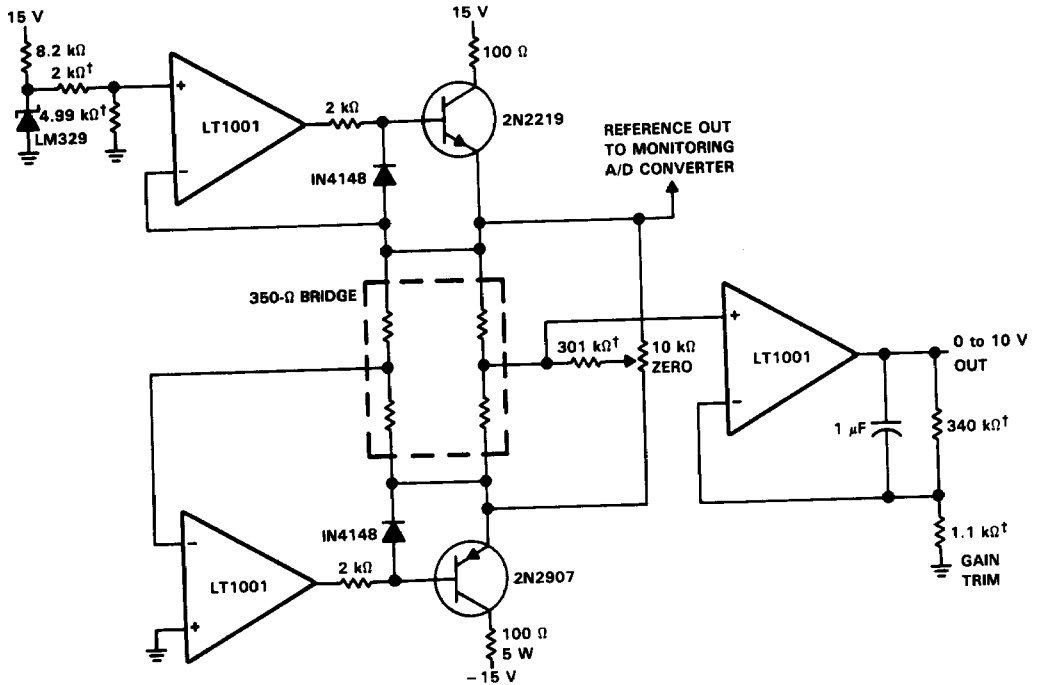 15 V
8.2 kΩ
2 kΩ†
4.99 kΩ†
LM329
+
−
LT1001
2 kΩ
IN4148
15 V
100 Ω
2N2219
REFERENCE OUT
TO MONITORING
A/D CONVERTER
350-Ω BRIDGE
301 kΩ†
10 kΩ
ZERO
+
−
LT1001
0 to 10 V
OUT
1 μF
340 kΩ†
1.1 kΩ†
GAIN
TRIM
−
+
LT1001
2 kΩ
IN4148
2N2907
100 Ω
5 W
−15 V